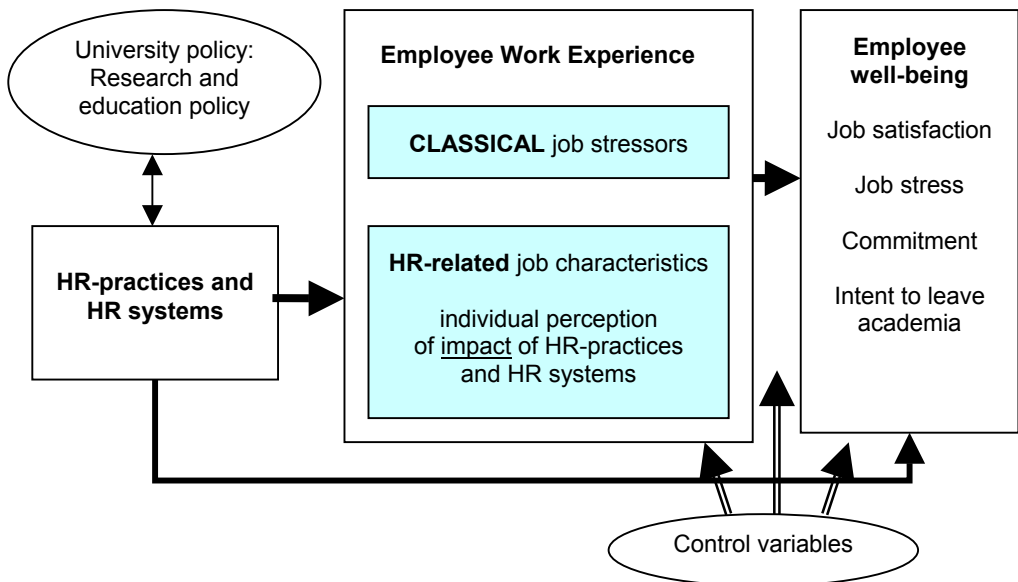 University policy:
Research and
education policy
HR-practices and
HR systems
Employee Work Experience
CLASSICAL job stressors
HR-related job characteristics
individual perception
of impact of HR-practices
and HR systems
Employee
well-being
Job satisfaction
Job stress
Commitment
Intent to leave
academia
Control variables